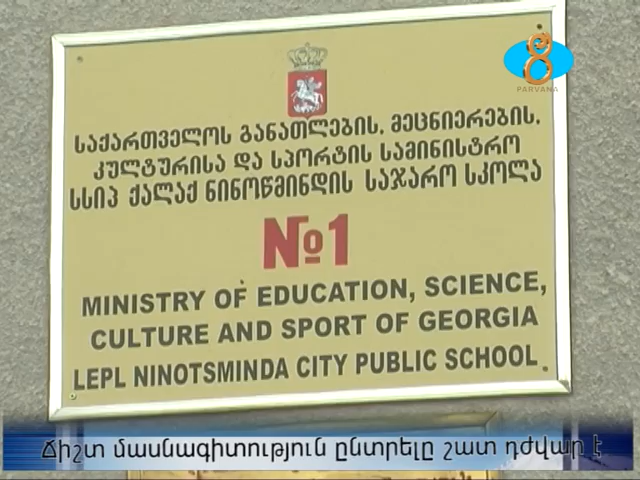 8
PARVANA
საქართველოს განათლების, მეცნიერების,
კულტურისა და სპორტის სამინისტრო
სსიპ ქალაქ ნინოწმინდის საჯარო სკოლა
№1
MINISTRY OF EDUCATION, SCIENCE,
CULTURE AND SPORT OF GEORGIA
LEPL NINOTSMINDA CITY PUBLIC SCHOOL
Ճիշտ մասնագիտություն ընտրելը շատ դժվար է